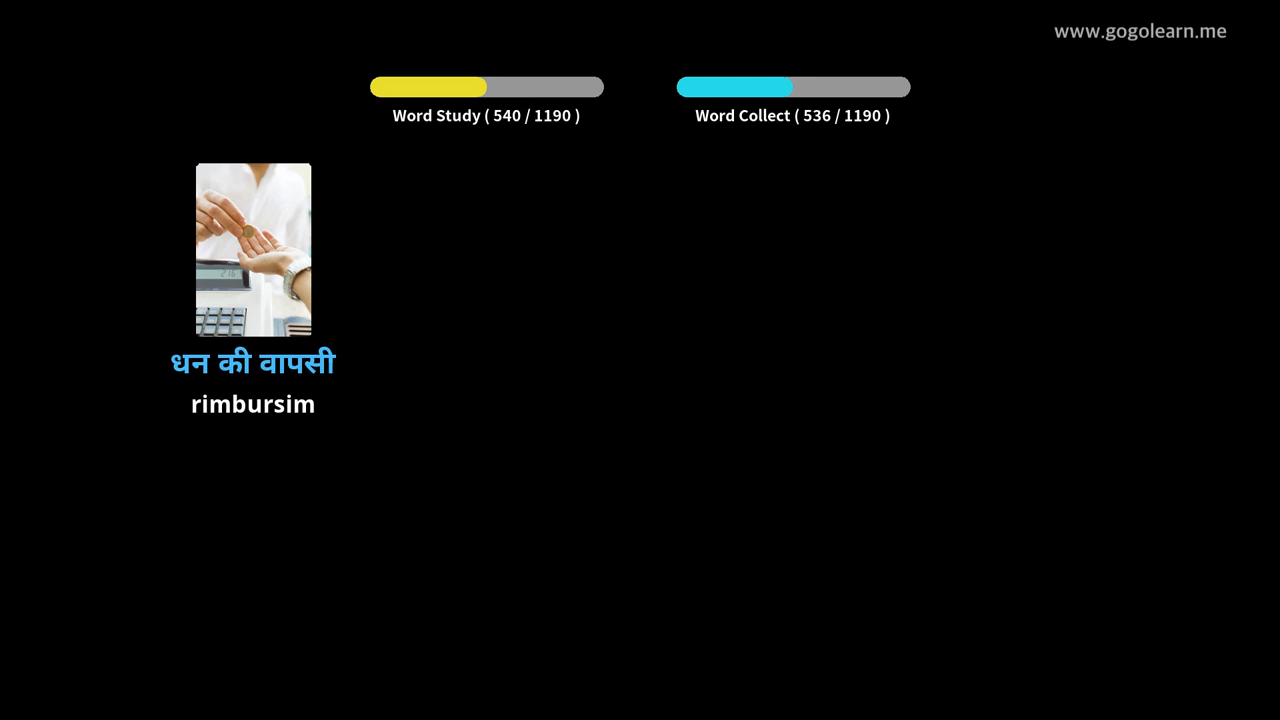 www.gogolearn.me
Word Study ( 540 / 1190 )
Word Collect ( 536 / 1190 )
धन की वापसी
rimbursim